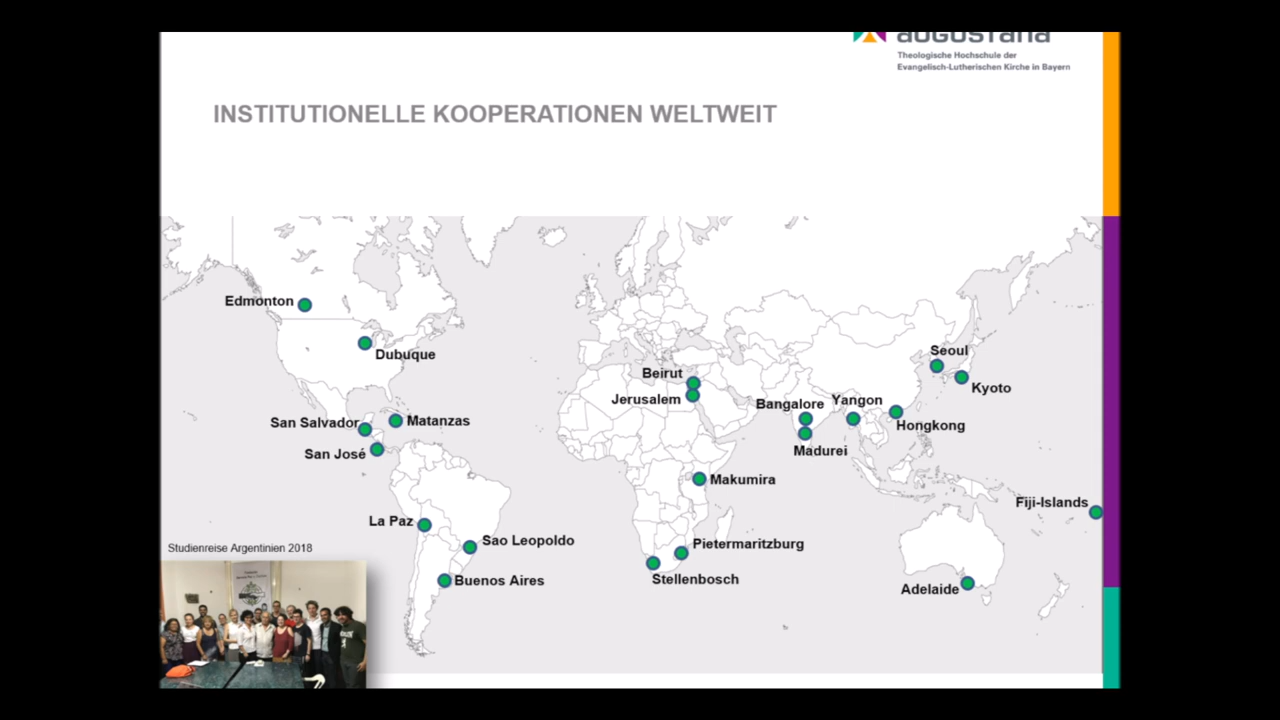 augustana
Theologische Hochschule der
Evangelisch-Lutherischen Kirche in Bayern
INSTITUTIONELLE KOOPERATIONEN WELTWEIT
Edmonton
Dubuque
Seoul
Kyoto
Beirut
Jerusalem
Bangalore
Yangon
San Salvador
Matanzas
Hongkong
San José
Madurei
Makumira
Fiji-Islands
La Paz
Sao Leopoldo
Pietermaritzburg
Studienreise Argentinien 2018
Buenos Aires
Stellenbosch
Adelaide